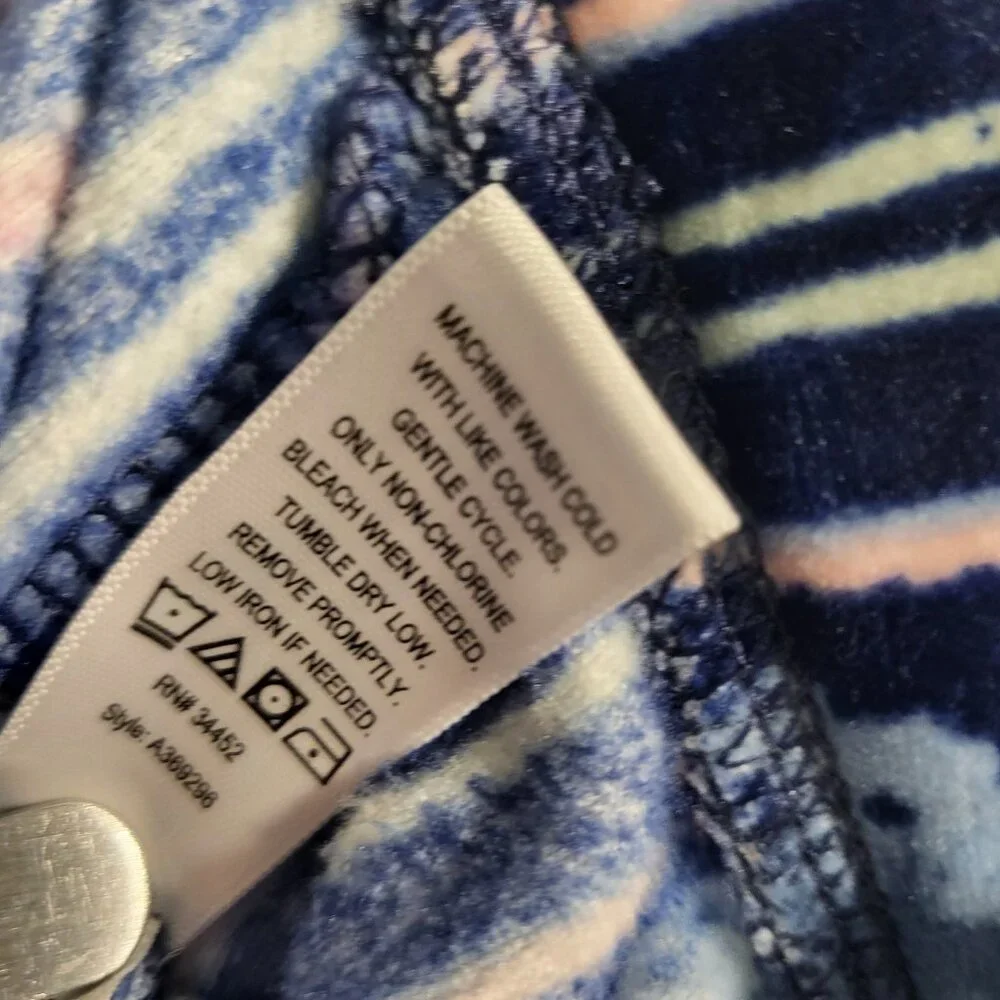 MACHINE WASH COLD
WITH LIKE COLORS.
GENTLE CYCLE.
ONLY NON-CHLORINE
BLEACH WHEN NEEDED.
TUMBLE DRY LOW.
REMOVE PROMPTLY.
LOW IRON IF NEEDED.
RN# 34452
Style: A369296